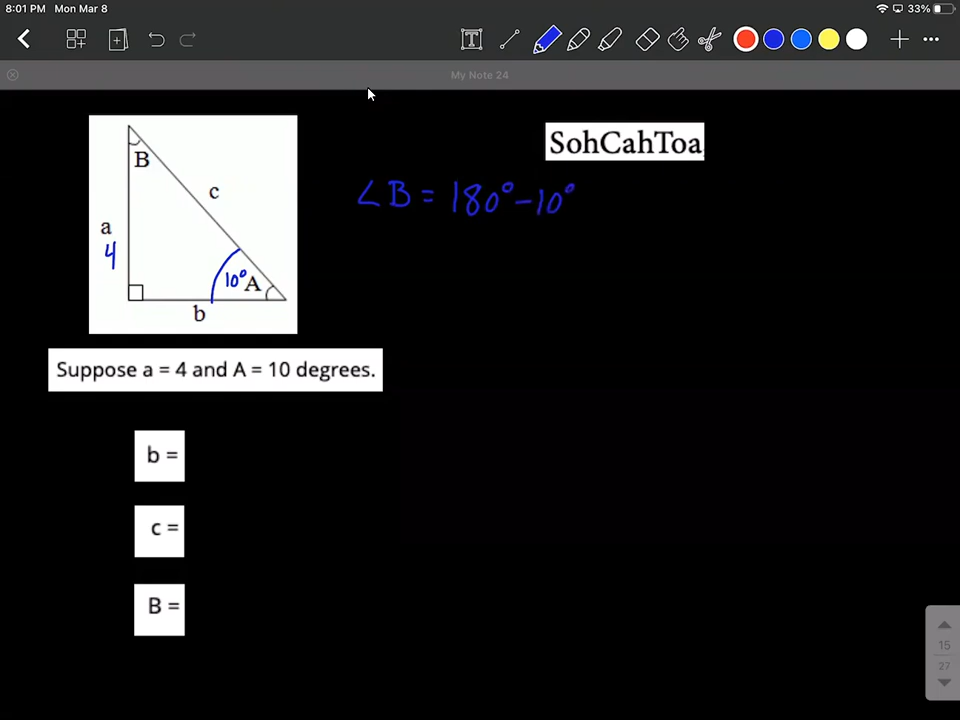 8:01 PM Mon Mar 8
33%
T
My Note 24
SohCahToa
∠B = 180° - 10°
B
c
a
4
10° A
b
Suppose a = 4 and A = 10 degrees.
b =
c =
B =
15
27